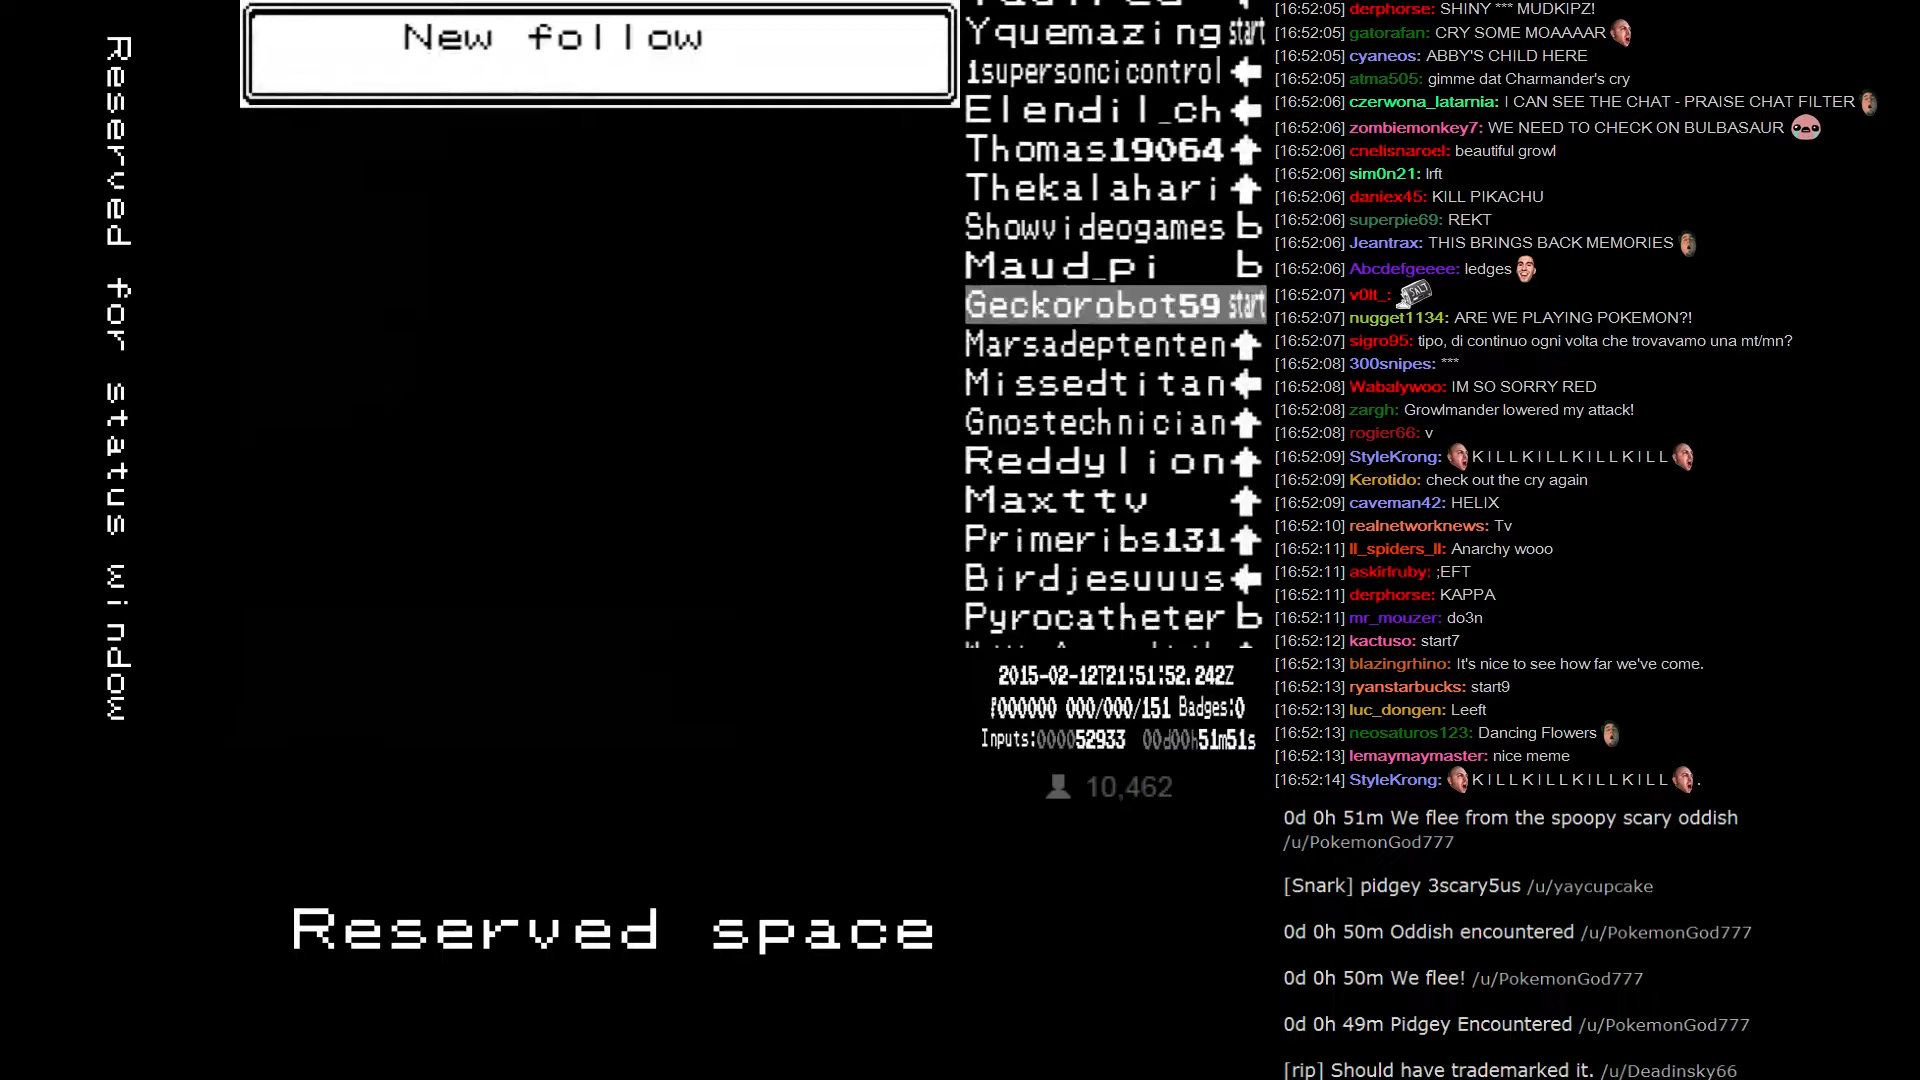 Reserved for status window
New follow
Yquemazing start
1supersoncicontrol
Elendil_ch
Thomas19064
Thekalahari
Showvideogames b
Maud_pi b
Geckorobot59 start
Marsadeptenten
Missedtitan
Gnostechnician
Reddylion
Maxttv
Primeribs131
Birdjesuuus
Pyrocatheter b
2015-02-12T21:51:52.242Z
₽000000 000/000/151 Badges:0
Inputs:000052933 00d00h51m51s
10,462
Reserved space
[16:52:05] derphorse: SHINY *** MUDKIPZ!
[16:52:05] gatorafan: CRY SOME MOAAAAR
[16:52:05] cyaneos: ABBY'S CHILD HERE
[16:52:05] atma505: gimme dat Charmander's cry
[16:52:06] czerwona_latarnia: I CAN SEE THE CHAT - PRAISE CHAT FILTER
[16:52:06] zombiemonkey7: WE NEED TO CHECK ON BULBASAUR
[16:52:06] cnelisnaroel: beautiful growl
[16:52:06] sim0n21: lrft
[16:52:06] daniex45: KILL PIKACHU
[16:52:06] superpie69: REKT
[16:52:06] Jeantrax: THIS BRINGS BACK MEMORIES
[16:52:06] Abcdefgeeee: ledges
[16:52:07] v0lt_: SALT
[16:52:07] nugget1134: ARE WE PLAYING POKEMON?!
[16:52:07] sigro95: tipo, di continuo ogni volta che trovavamo una mt/mn?
[16:52:08] 300snipes: ***
[16:52:08] Wabalywoo: IM SO SORRY RED
[16:52:08] zargh: Growlmander lowered my attack!
[16:52:08] rogier66: v
[16:52:09] StyleKrong: K I L L K I L L K I L L K I L L
[16:52:09] Kerotido: check out the cry again
[16:52:09] caveman42: HELIX
[16:52:10] realnetworknews: Tv
[16:52:11] ll_spiders_ll: Anarchy wooo
[16:52:11] askirfruby: ;EFT
[16:52:11] derphorse: KAPPA
[16:52:11] mr_mouzer: do3n
[16:52:12] kactuso: start7
[16:52:13] blazingrhino: It's nice to see how far we've come.
[16:52:13] ryanstarbucks: start9
[16:52:13] luc_dongen: Leeft
[16:52:13] neosaturos123: Dancing Flowers
[16:52:13] lemaymaymaster: nice meme
[16:52:14] StyleKrong: K I L L K I L L K I L L K I L L .
0d 0h 51m We flee from the spoopy scary oddish
/u/PokemonGod777
[Snark] pidgey 3scary5us /u/yaycupcake
0d 0h 50m Oddish encountered /u/PokemonGod777
0d 0h 50m We flee! /u/PokemonGod777
0d 0h 49m Pidgey Encountered /u/PokemonGod777
[rip] Should have trademarked it. /u/Deadinsky66